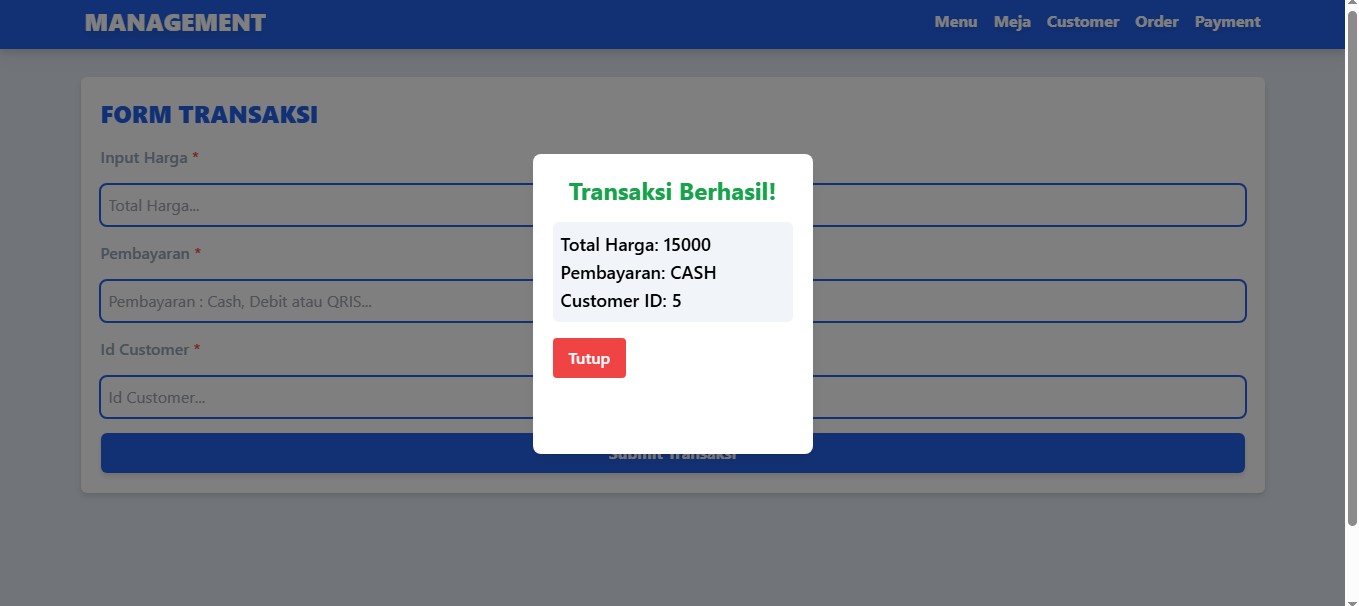 MANAGEMENT
Menu Meja Customer Order Payment
FORM TRANSAKSI
Input Harga *
Total Harga...
Pembayaran *
Pembayaran : Cash, Debit atau QRIS...
Id Customer *
Id Customer...
Submit Transaksi
Transaksi Berhasil!
Total Harga: 15000
Pembayaran: CASH
Customer ID: 5
Tutup